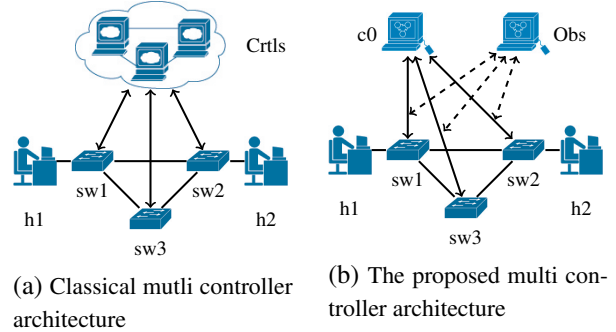 Crtls
sw1
sw2
h1
h2
sw3
(a) Classical mutli controller
architecture
c0
Obs
sw1
sw2
h1
h2
sw3
(b) The proposed multi con-
troller architecture